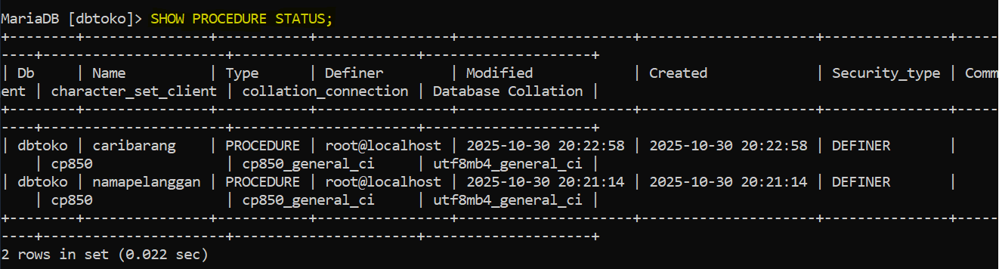 MariaDB [dbtoko]> SHOW PROCEDURE STATUS;
+--------+---------------+-----------+----------------+---------------------+---------------------+---------------+-----
----+----------------------+----------------------+--------------------+
| Db     | Name          | Type      | Definer        | Modified            | Created             | Security_type | Comm
ent | character_set_client | collation_connection | Database Collation |
+--------+---------------+-----------+----------------+---------------------+---------------------+---------------+-----
----+----------------------+----------------------+--------------------+
| dbtoko | caribarang    | PROCEDURE | root@localhost | 2025-10-30 20:22:58 | 2025-10-30 20:22:58 | DEFINER       |
    | cp850                | cp850_general_ci     | utf8mb4_general_ci |
| dbtoko | namapelanggan | PROCEDURE | root@localhost | 2025-10-30 20:21:14 | 2025-10-30 20:21:14 | DEFINER       |
    | cp850                | cp850_general_ci     | utf8mb4_general_ci |
+--------+---------------+-----------+----------------+---------------------+---------------------+---------------+-----
----+----------------------+----------------------+--------------------+
2 rows in set (0.022 sec)